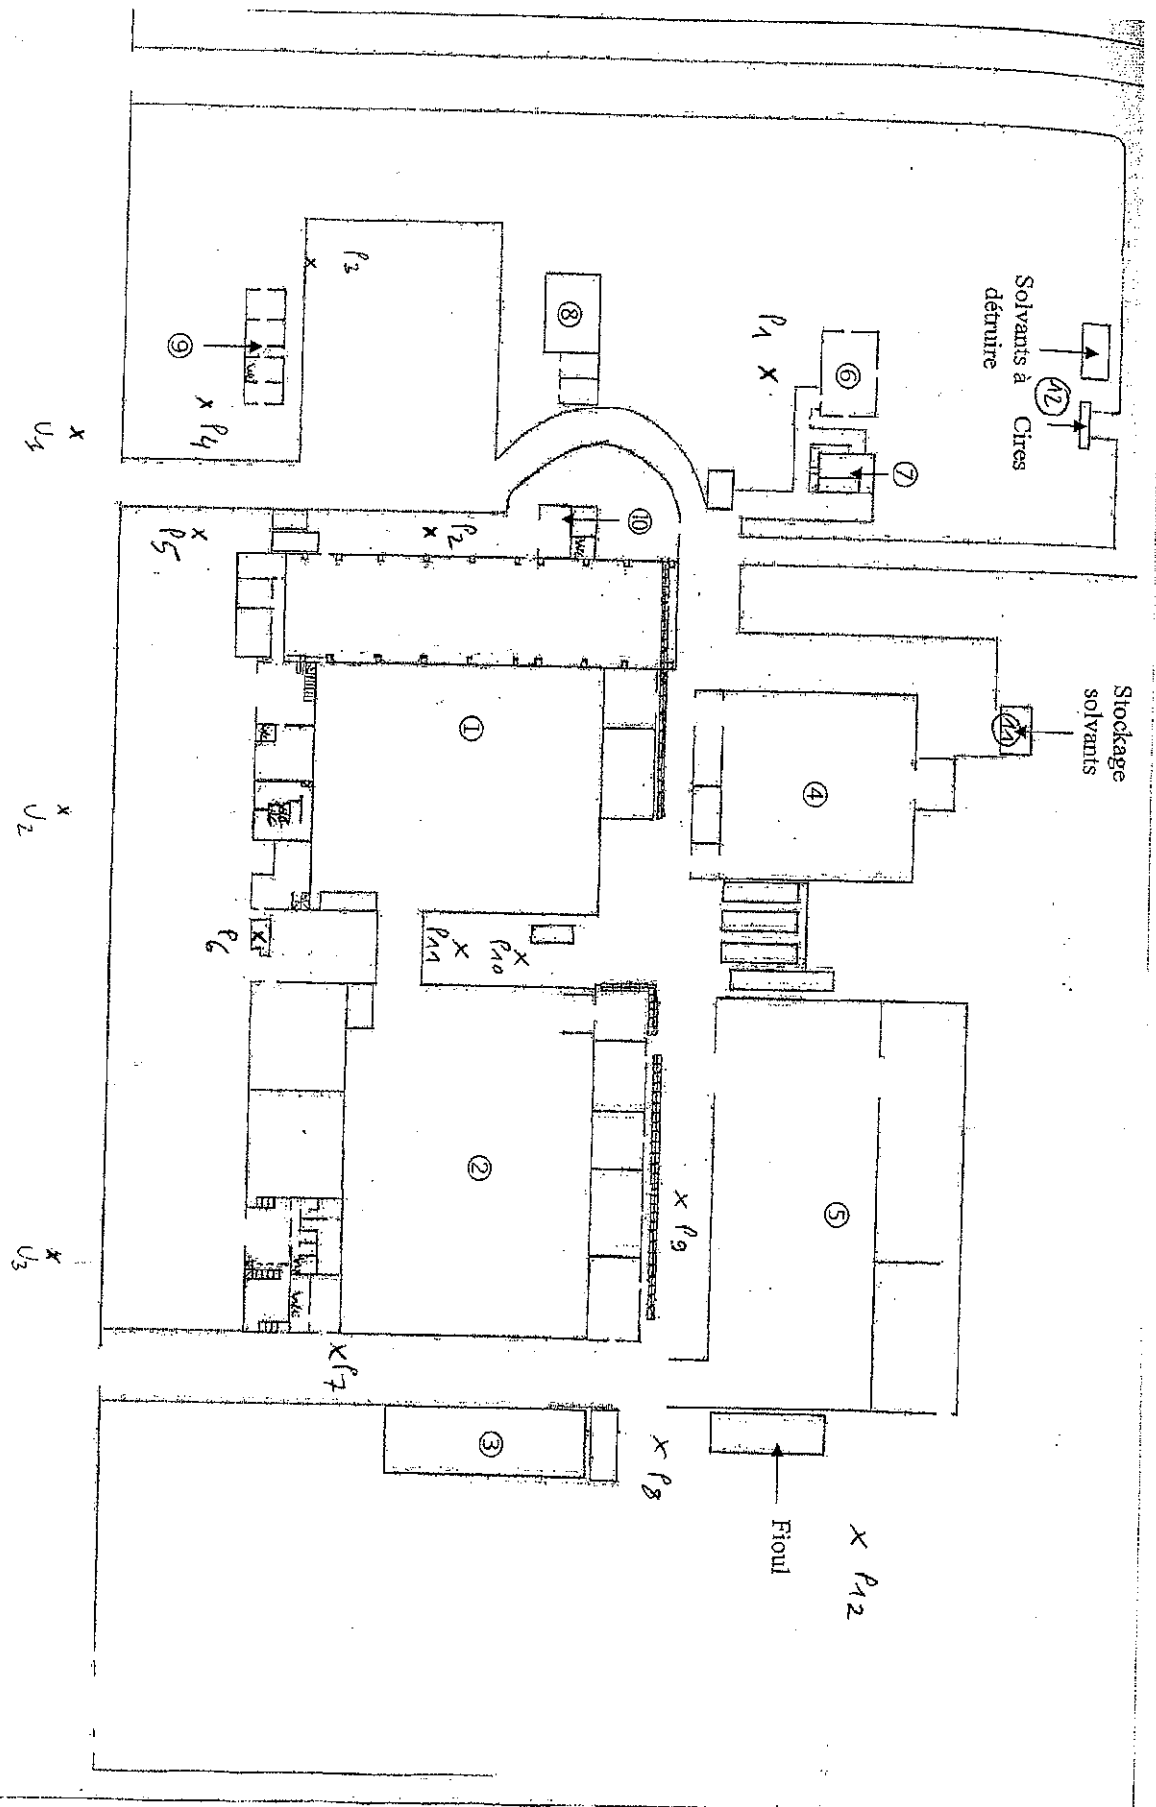 Solvants à
détruire
Cires
12
Stockage
solvants
11
Fioul
1
2
3
4
5
6
7
8
9
10
P1
P2
P3
P4
P5
P6
P7
P8
P9
P10
P11
P12
U1
U2
U3